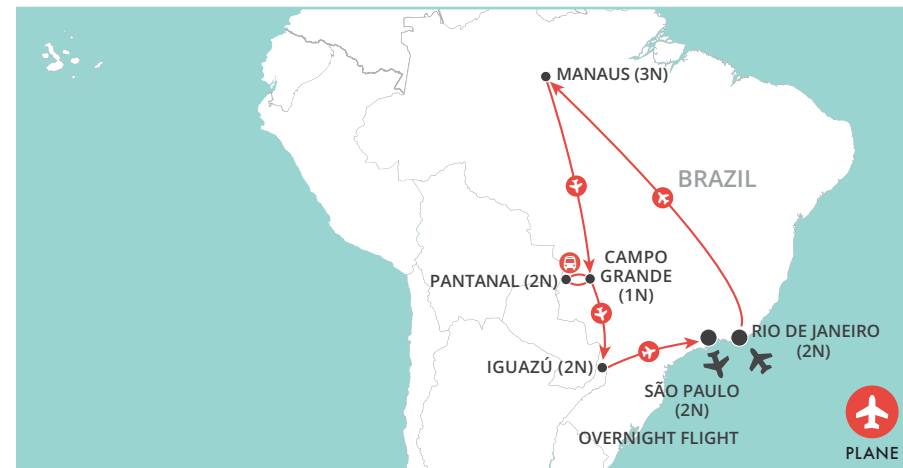 MANAUS (3N)
BRAZIL
CAMPO
GRANDE
(1N)
PANTANAL (2N)
RIO DE JANEIRO
(2N)
IGUAZÚ (2N)
SÃO PAULO
(2N)
OVERNIGHT FLIGHT
PLANE